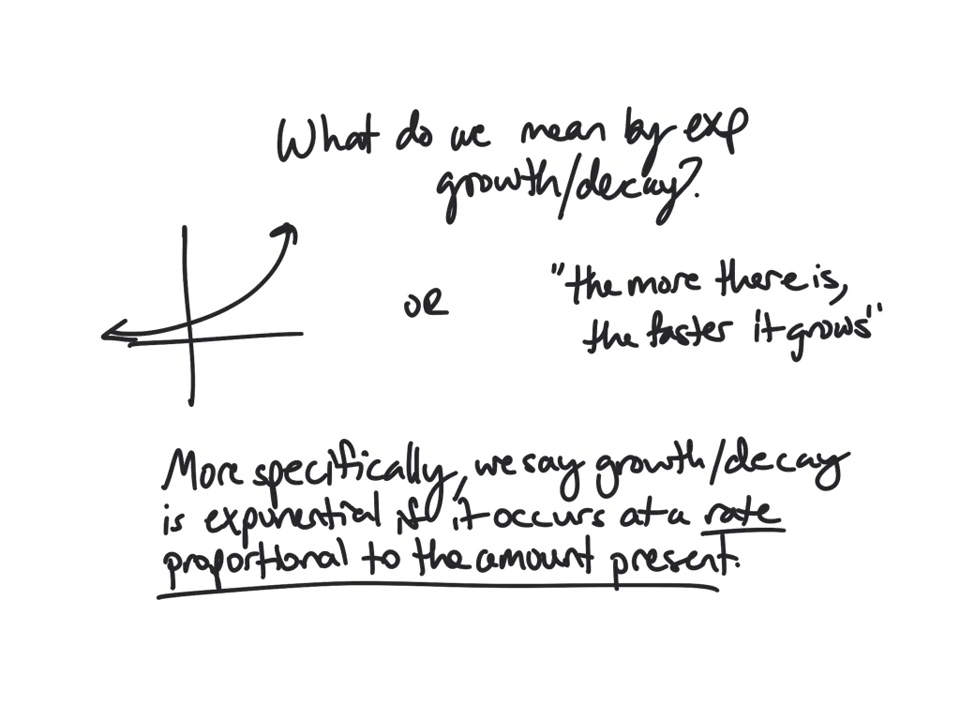 What do we mean by exp
growth/decay?
OR
"the more there is,
the faster it grows"
More specifically, we say growth/decay
is exponential if it occurs at a rate
proportional to the amount present.